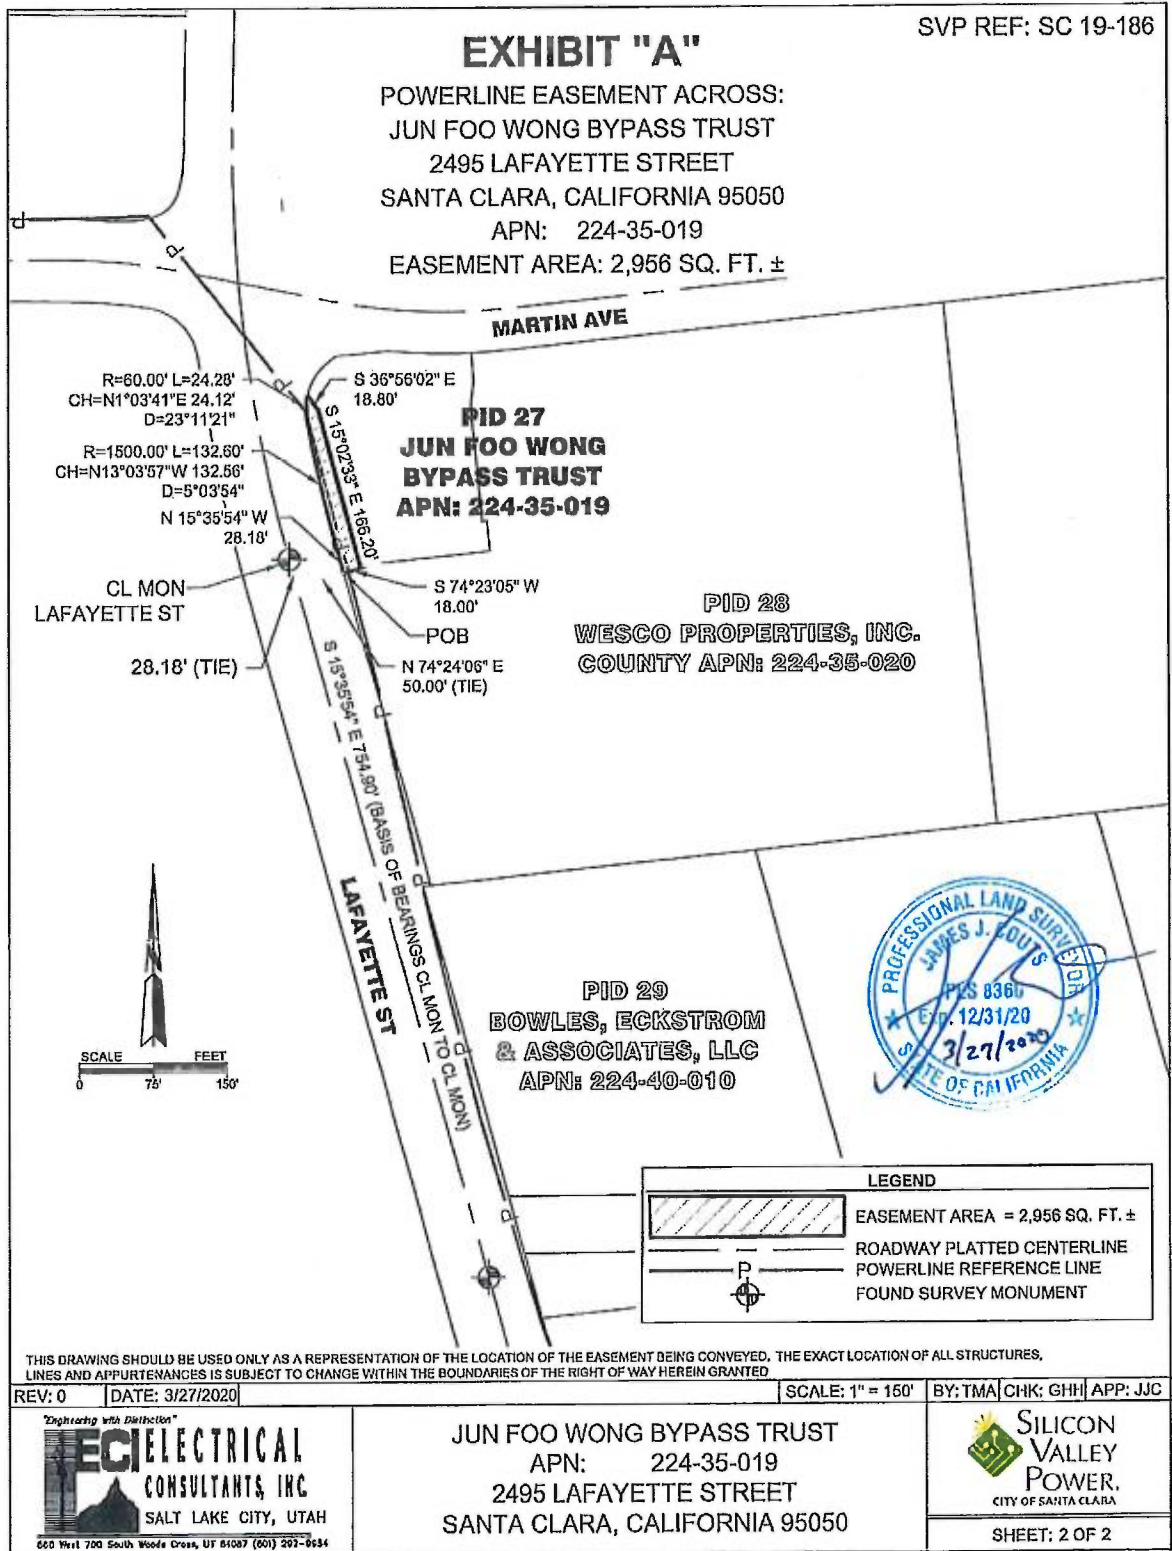 SVP REF: SC 19-186
EXHIBIT "A"
POWERLINE EASEMENT ACROSS:
JUN FOO WONG BYPASS TRUST
2495 LAFAYETTE STREET
SANTA CLARA, CALIFORNIA 95050
APN: 224-35-019
EASEMENT AREA: 2,956 SQ. FT. ±
P
P
MARTIN AVE
R=60.00' L=24.28'
CH=N1°03'41"E 24.12'
D=23°11'21"
P
S 36°56'02" E
18.80'
R=1500.00' L=132.60'
CH=N13°03'57"W 132.56'
D=5°03'54"
S 15°02'33" E 166.20'
PID 27
JUN FOO WONG
BYPASS TRUST
APN: 224-35-019
N 15°35'54" W
28.18'
CL MON
LAFAYETTE ST
S 74°23'05" W
18.00'
POB
28.18' (TIE)
N 74°24'06" E
50.00' (TIE)
PID 28
WESCO PROPERTIES, INC.
COUNTY APN: 224-35-020
P
S 15°35'54" E 754.90' (BASIS OF BEARINGS CL MON TO CL MON)
P
LAFAYETTE ST
N
SCALE FEET
0 75' 150'
PID 29
BOWLES, ECKSTROM
& ASSOCIATES, LLC
APN: 224-40-010
P
P
PROFESSIONAL LAND SURVEYOR
JAMES J. COUTS
PLS 8360
Exp. 12/31/20
3/27/2020
STATE OF CALIFORNIA
LEGEND
EASEMENT AREA = 2,956 SQ. FT. ±
ROADWAY PLATTED CENTERLINE
P POWERLINE REFERENCE LINE
FOUND SURVEY MONUMENT
THIS DRAWING SHOULD BE USED ONLY AS A REPRESENTATION OF THE LOCATION OF THE EASEMENT BEING CONVEYED. THE EXACT LOCATION OF ALL STRUCTURES,
LINES AND APPURTENANCES IS SUBJECT TO CHANGE WITHIN THE BOUNDARIES OF THE RIGHT OF WAY HEREIN GRANTED
REV: 0 DATE: 3/27/2020 SCALE: 1" = 150' BY: TMA CHK: GHH APP: JJC
"Engineering with Distinction"
ECI ELECTRICAL
CONSULTANTS, INC.
SALT LAKE CITY, UTAH
660 West 700 South Woods Cross, UT 84087 (801) 292-9954
JUN FOO WONG BYPASS TRUST
APN: 224-35-019
2495 LAFAYETTE STREET
SANTA CLARA, CALIFORNIA 95050
SILICON
VALLEY
POWER.
CITY OF SANTA CLARA
SHEET: 2 OF 2